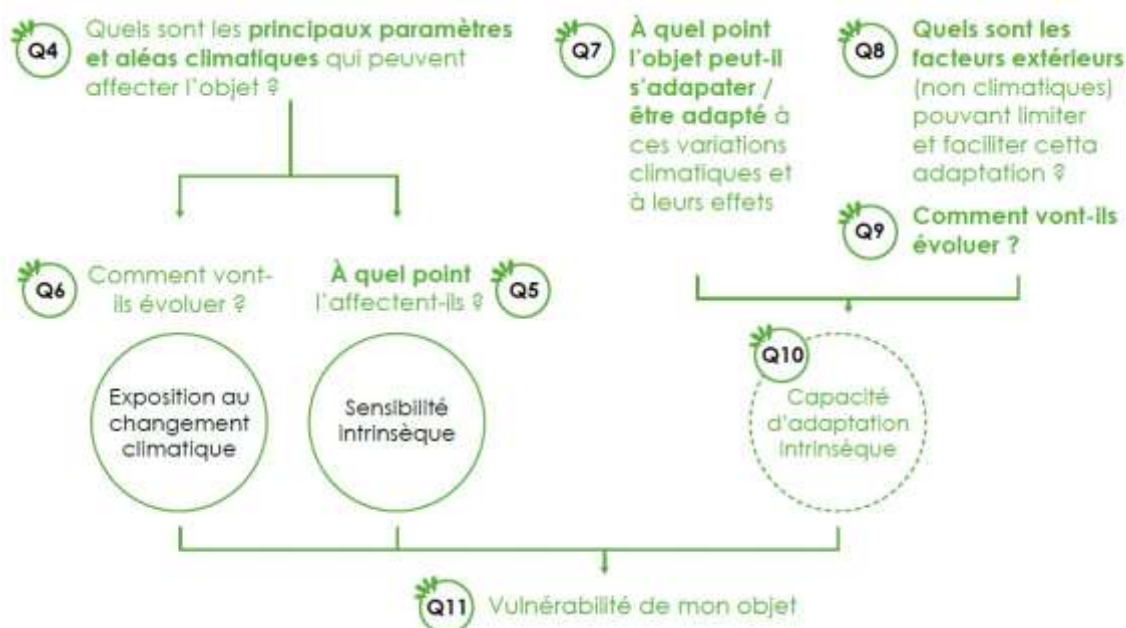 Q4
Quels sont les principaux paramètres
et aléas climatiques qui peuvent
affecter l'objet ?
Q7
À quel point
l'objet peut-il
s'adapater /
être adapté à
ces variations
climatiques et
à leurs effets
Q8
Quels sont les
facteurs extérieurs
(non climatiques)
pouvant limiter
et faciliter cetta
adaptation ?
Q9
Comment vont-ils
évoluer ?
Q6
Comment vont-
ils évoluer ?
À quel point
l'affectent-ils ?
Q5
Exposition au
changement
climatique
Sensibilité
intrinsèque
Q10
Capacité
d'adaptation
intrinsèque
Q11
Vulnérabilité de mon objet